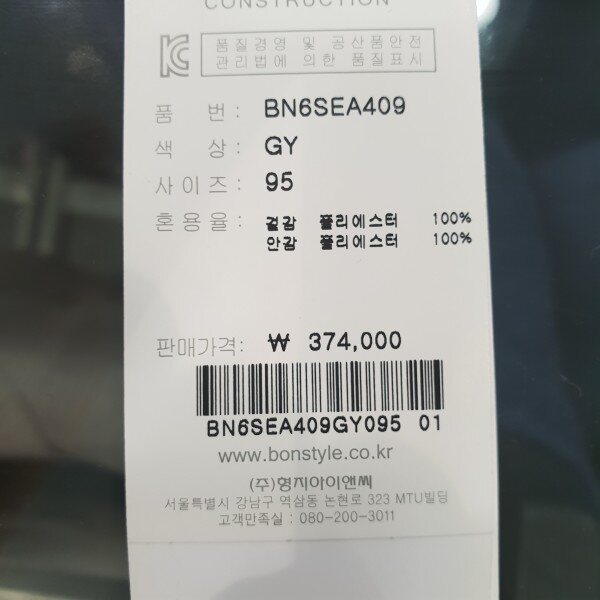 CONSTRUCTION
품질경영 및 공산품안전
관리법에 의한 품질표시
품 번 : BN6SEA409
색 상 : GY
사이즈 : 95
혼용율 : 겉감 폴리에스터 100%
안감 폴리에스터 100%
판매가격: ₩ 374,000
BN6SEA409GY095 01
www.bonstyle.co.kr
(주)형지아이앤씨
서울특별시 강남구 역삼동 논현로 323 MTU빌딩
고객만족실 : 080-200-3011